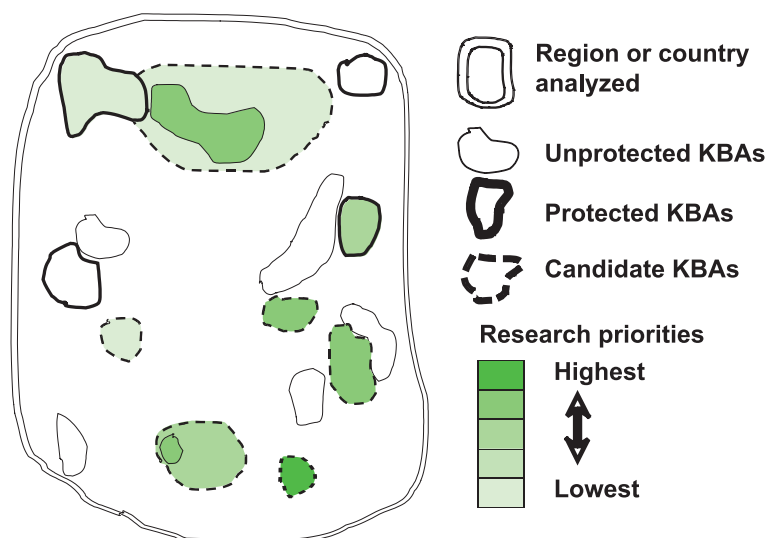 Region or country
analyzed
Unprotected KBAs
Protected KBAs
Candidate KBAs
Research priorities
Highest
Lowest